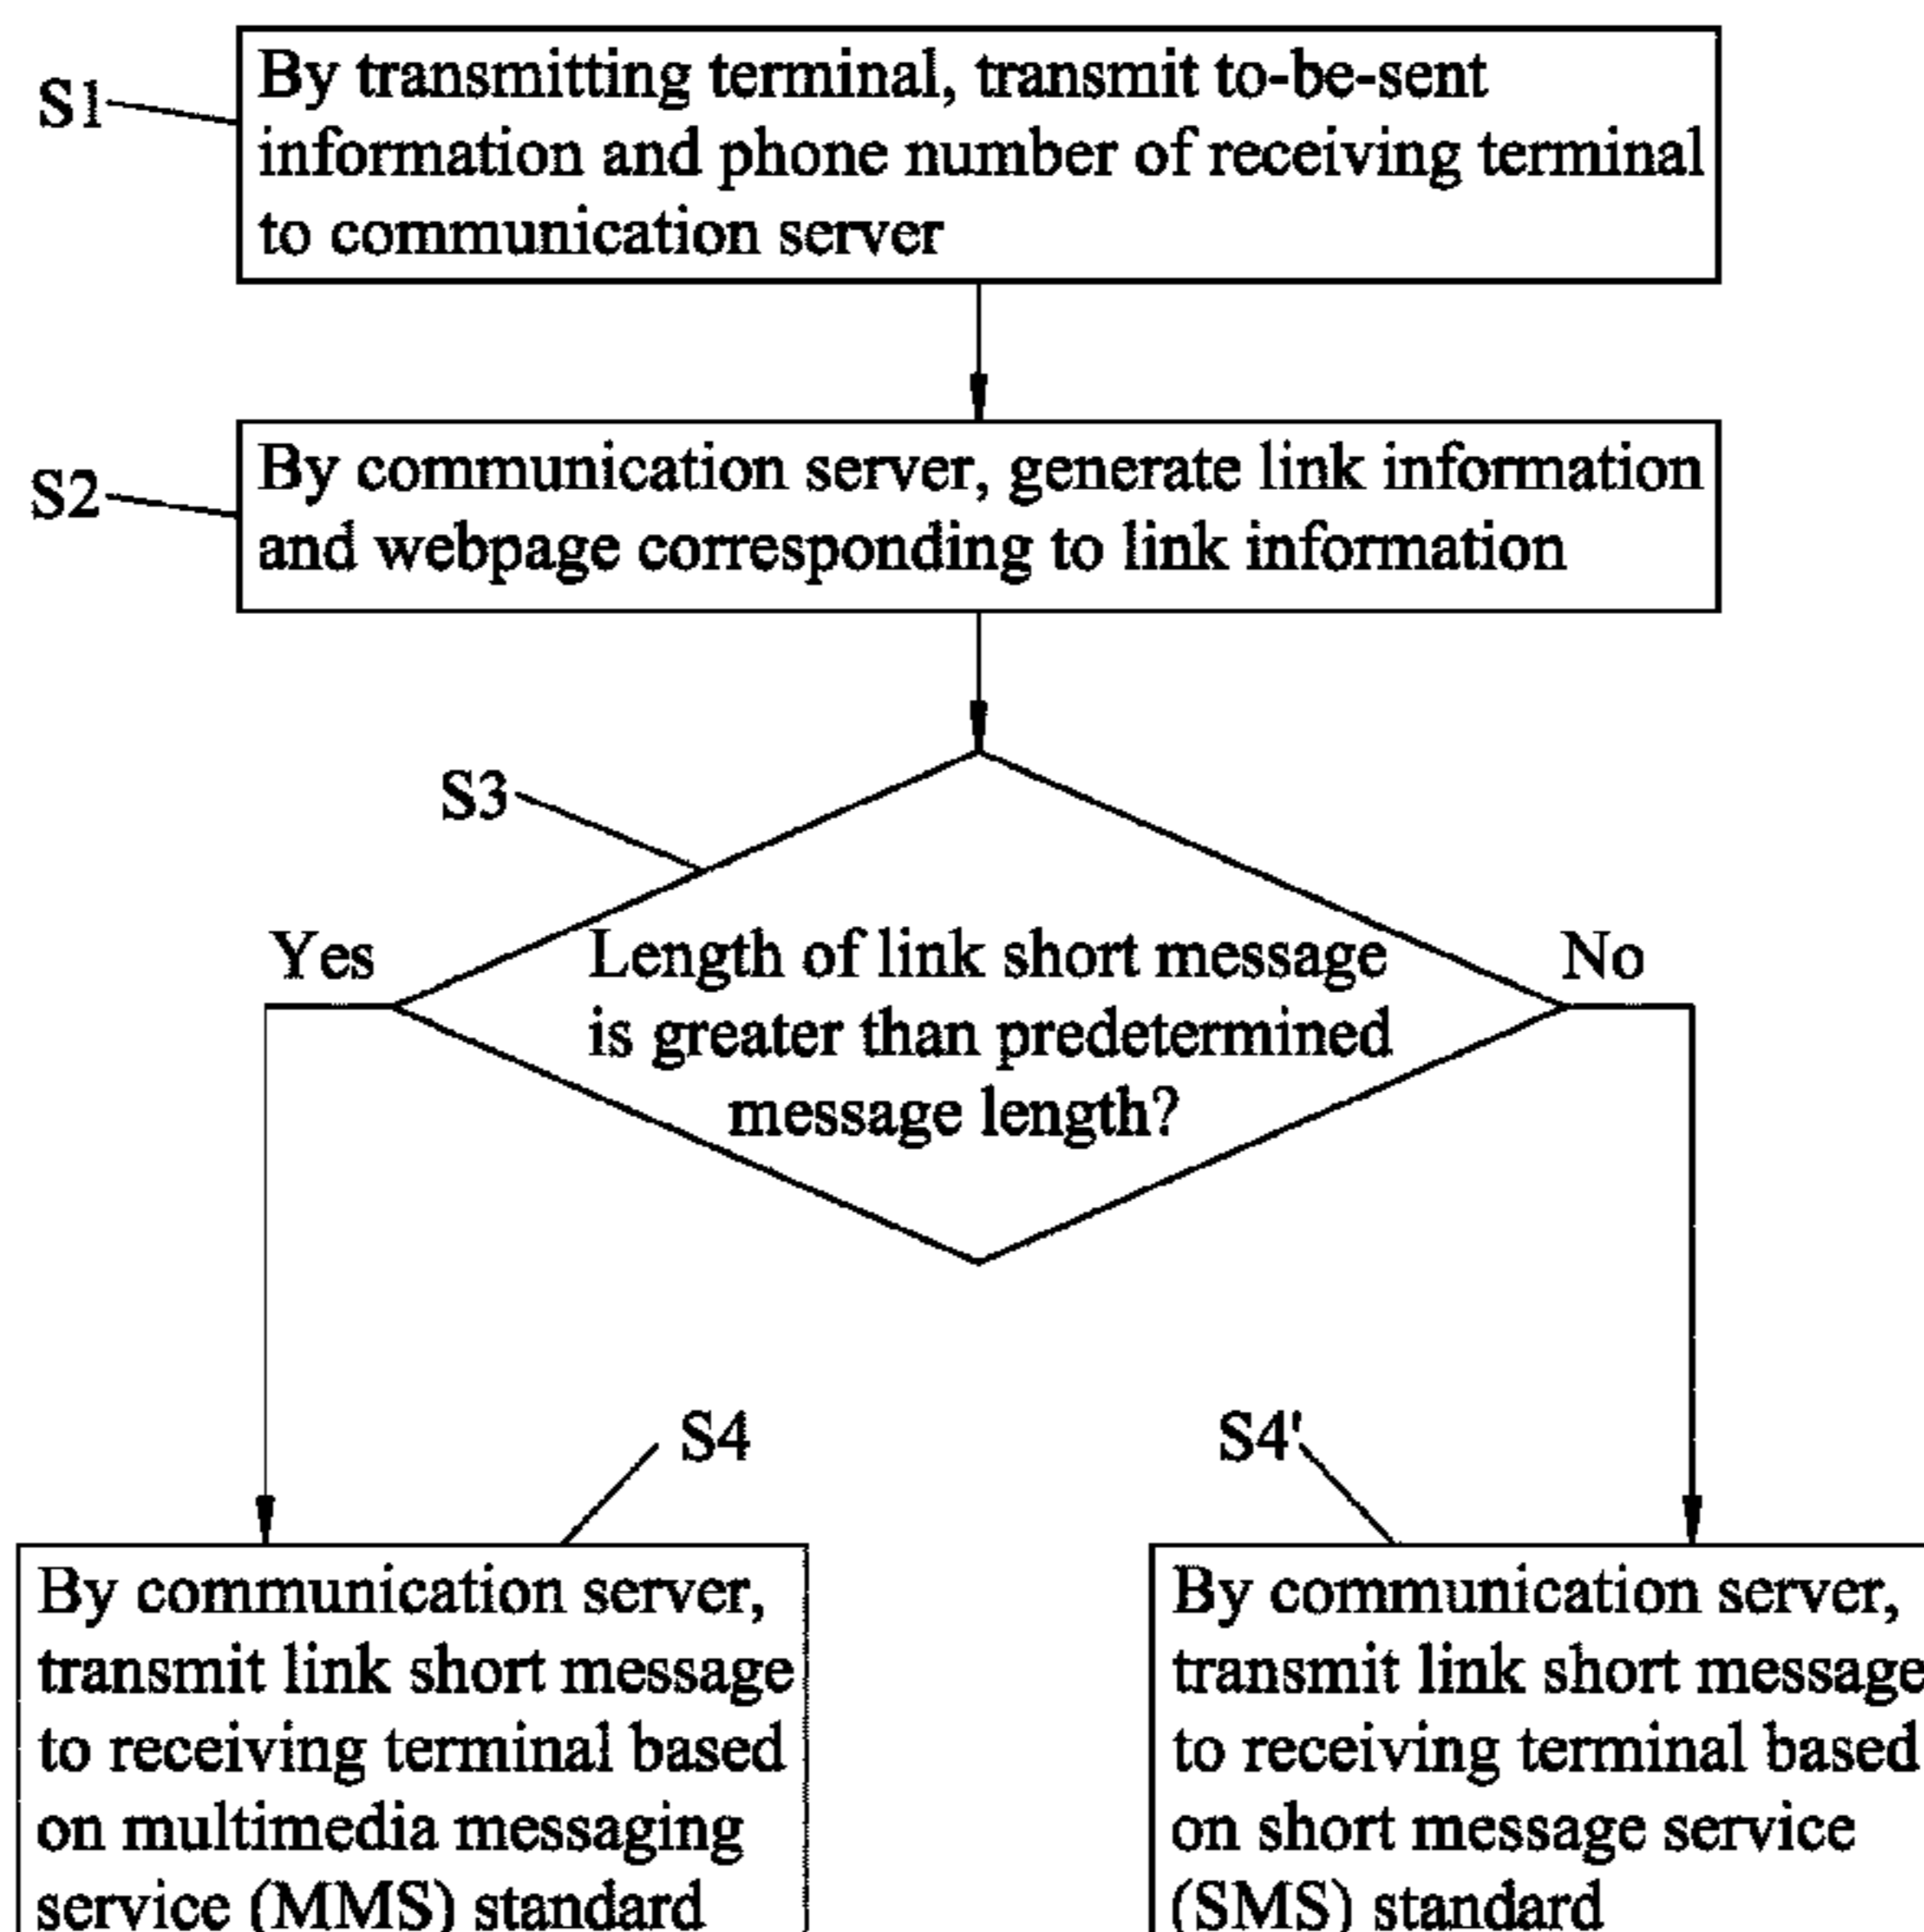 S1
By transmitting terminal, transmit to-be-sent
information and phone number of receiving terminal
to communication server
S2
By communication server, generate link information
and webpage corresponding to link information
S3
Yes
No
Length of link short message
is greater than predetermined
message length?
S4
By communication server,
transmit link short message
to receiving terminal based
on multimedia messaging
service (MMS) standard
S4'
By communication server,
transmit link short message
to receiving terminal based
on short message service
(SMS) standard